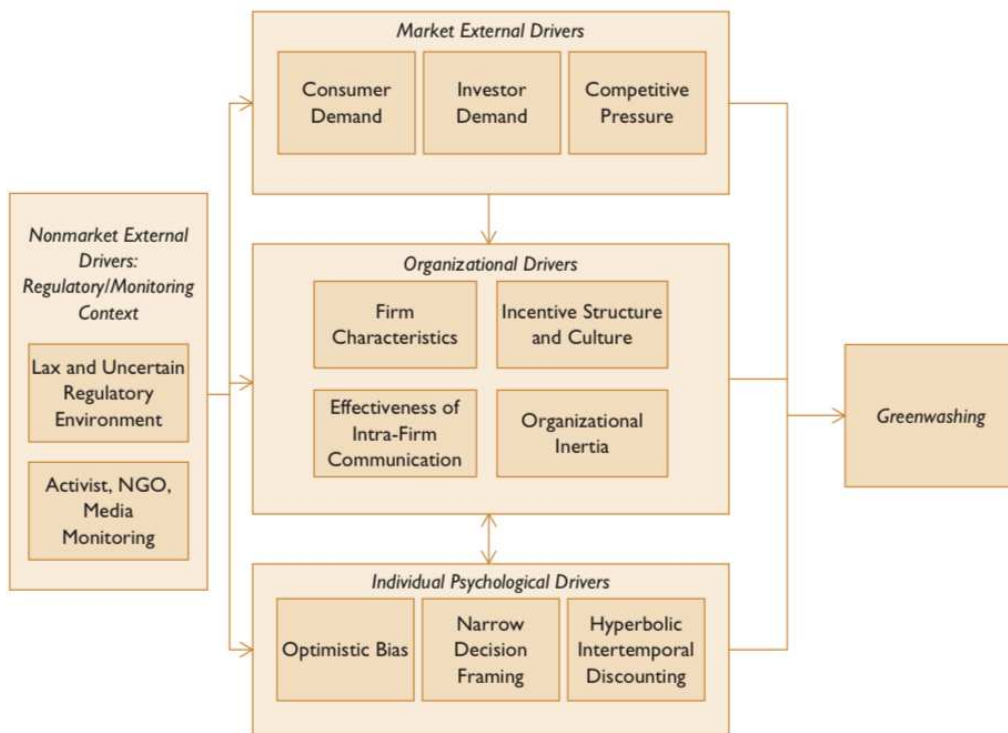 Market External Drivers
Consumer
Demand
Investor
Demand
Competitive
Pressure
Nonmarket External
Drivers:
Regulatory/Monitoring
Context
Lax and Uncertain
Regulatory
Environment
Activist, NGO,
Media
Monitoring
Organizational Drivers
Firm
Characteristics
Incentive Structure
and Culture
Effectiveness of
Intra-Firm
Communication
Organizational
Inertia
Individual Psychological Drivers
Optimistic Bias
Narrow
Decision
Framing
Hyperbolic
Intertemporal
Discounting
Greenwashing